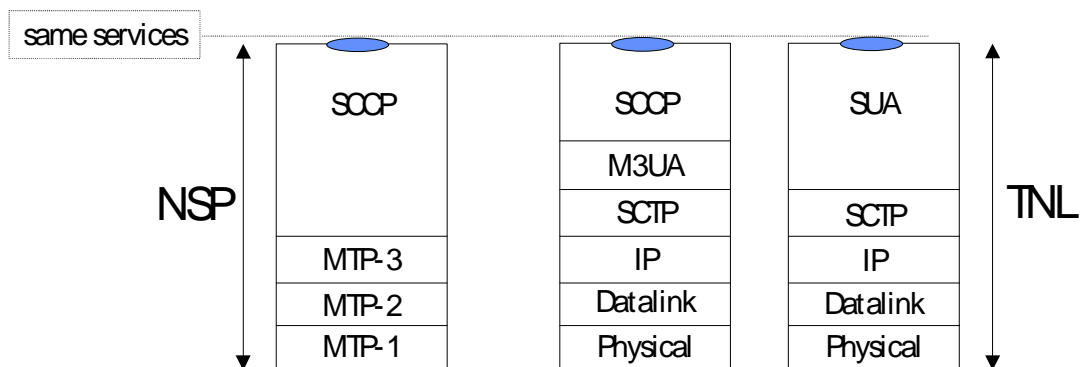 same services
SCCP
SCCP
SUA
M3UA
NSP
SCTP
SCTP
TNL
MTP-3
IP
IP
MTP-2
Datalink
Datalink
MTP-1
Physical
Physical